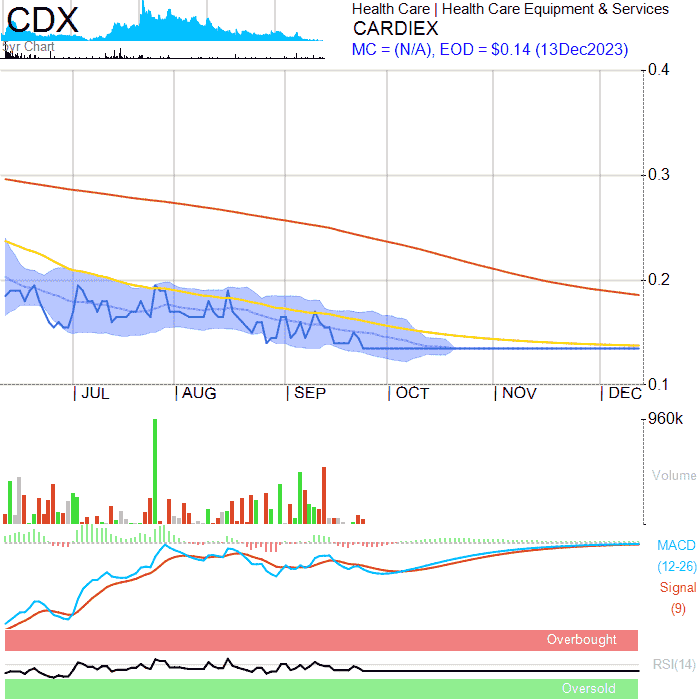 CDX
5yr Chart
Health Care | Health Care Equipment & Services
CARDIEX
MC = (N/A), EOD = $0.14 (13Dec2023)
0.4
0.3
0.2
0.1
| JUL | AUG | SEP | OCT | NOV | DEC
960k
Volume
MACD
(12-26)
Signal
(9)
Overbought
RSI(14)
Oversold